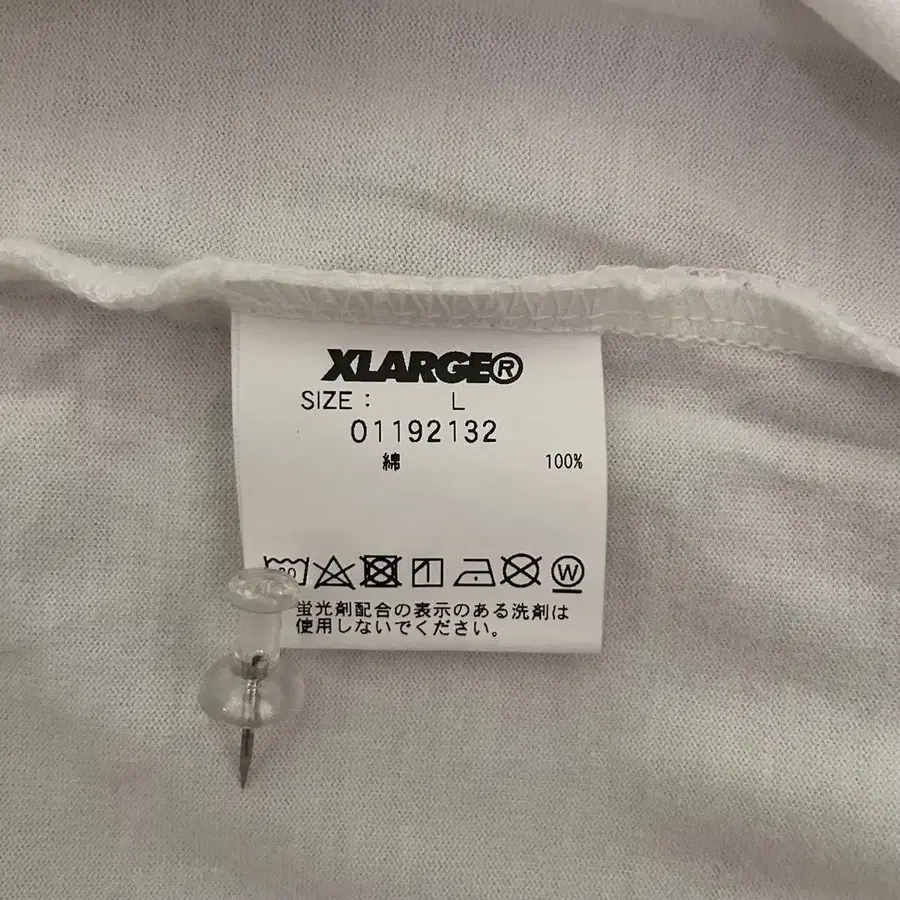 XLARGE®
SIZE : L
01192132
綿 100%
W
蛍光剤配合の表示のある洗剤は
使用しないでください。